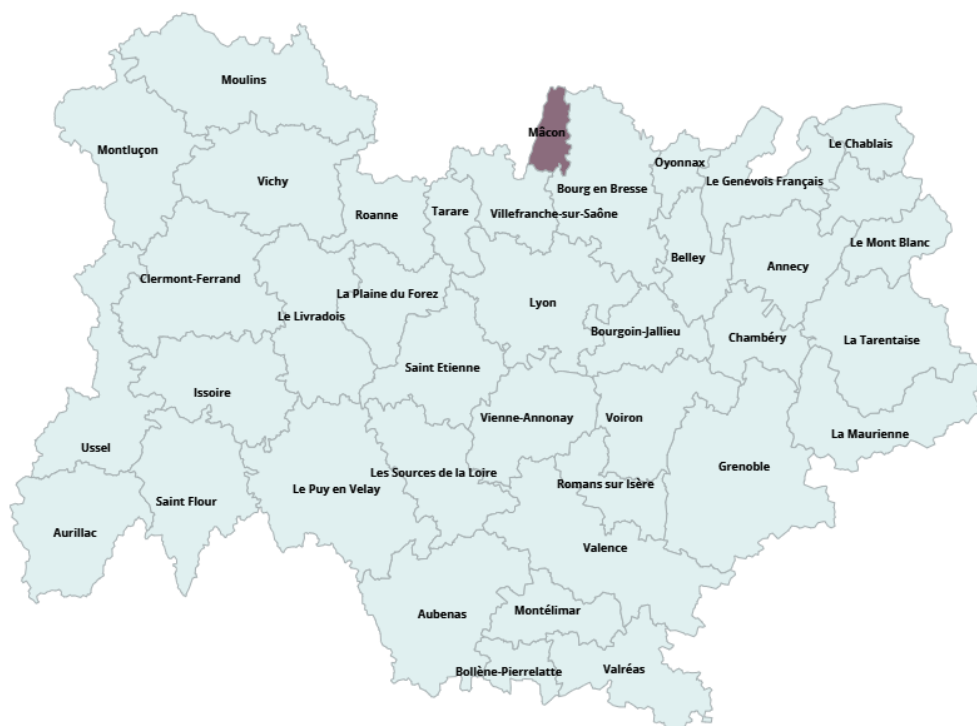 Moulins
Mâcon
Le Chablais
Montluçon
Oyonnax
Vichy
Le Genevois Français
Bourg en Bresse
Roanne
Tarare
Villefranche-sur-Saône
Le Mont Blanc
Belley
Annecy
Clermont-Ferrand
La Plaine du Forez
Lyon
Le Livradois
Bourgoin-Jallieu
Chambéry
La Tarentaise
Saint Etienne
Issoire
Vienne-Annonay
Voiron
La Maurienne
Ussel
Grenoble
Les Sources de la Loire
Romans sur Isère
Le Puy en Velay
Saint Flour
Aurillac
Valence
Aubenas
Montélimar
Bollène-Pierrelatte
Valréas